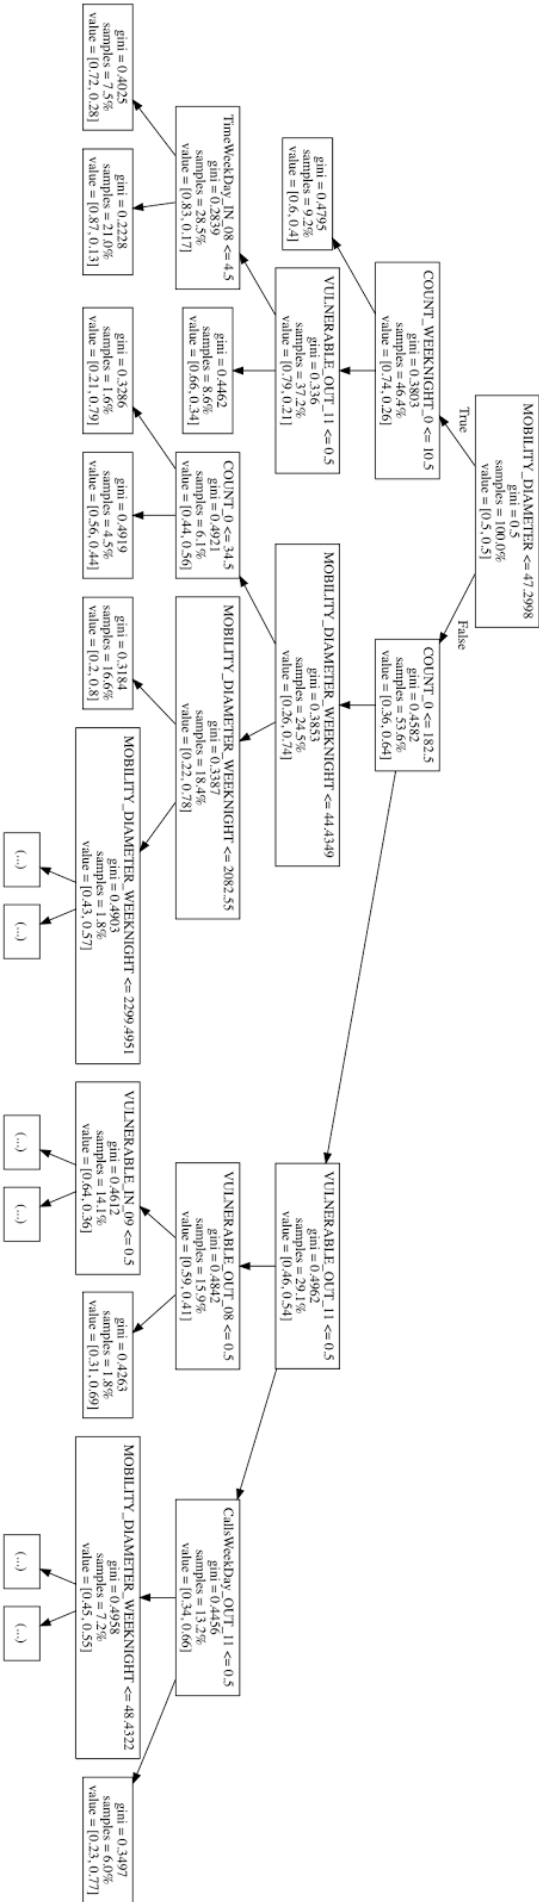 MOBILITY_DIAMETER <= 47.2998
gini = 0.5
samples = 100.0%
value = [0.5, 0.5]
True
False
COUNT_WEEKNIGHT_0 <= 10.5
gini = 0.3803
samples = 46.4%
value = [0.74, 0.26]
COUNT_0 <= 182.5
gini = 0.4582
samples = 53.6%
value = [0.36, 0.64]
gini = 0.4795
samples = 9.2%
value = [0.6, 0.4]
VULNERABLE_OUT_11 <= 0.5
gini = 0.336
samples = 37.2%
value = [0.79, 0.21]
MOBILITY_DIAMETER_WEEKNIGHT <= 44.4349
gini = 0.3853
samples = 24.5%
value = [0.26, 0.74]
VULNERABLE_OUT_11 <= 0.5
gini = 0.4962
samples = 29.1%
value = [0.46, 0.54]
TimeWeekDay_IN_08 <= 4.5
gini = 0.2839
samples = 28.5%
value = [0.83, 0.17]
gini = 0.4462
samples = 8.6%
value = [0.66, 0.34]
COUNT_0 <= 34.5
gini = 0.4921
samples = 6.1%
value = [0.44, 0.56]
MOBILITY_DIAMETER_WEEKNIGHT <= 2082.55
gini = 0.3387
samples = 18.4%
value = [0.22, 0.78]
VULNERABLE_OUT_08 <= 0.5
gini = 0.4842
samples = 15.9%
value = [0.59, 0.41]
CallsWeekDay_OUT_11 <= 0.5
gini = 0.4456
samples = 13.2%
value = [0.34, 0.66]
gini = 0.4025
samples = 7.5%
value = [0.72, 0.28]
gini = 0.2228
samples = 21.0%
value = [0.87, 0.13]
gini = 0.3286
samples = 1.6%
value = [0.21, 0.79]
gini = 0.4919
samples = 4.5%
value = [0.56, 0.44]
gini = 0.3184
samples = 16.6%
value = [0.2, 0.8]
MOBILITY_DIAMETER_WEEKNIGHT <= 2299.4951
gini = 0.4903
samples = 1.8%
value = [0.43, 0.57]
VULNERABLE_IN_09 <= 0.5
gini = 0.4612
samples = 14.1%
value = [0.64, 0.36]
gini = 0.4263
samples = 1.8%
value = [0.31, 0.69]
MOBILITY_DIAMETER_WEEKNIGHT <= 48.4322
gini = 0.4958
samples = 7.2%
value = [0.45, 0.55]
gini = 0.3497
samples = 6.0%
value = [0.23, 0.77]
(...)
(...)
(...)
(...)
(...)
(...)